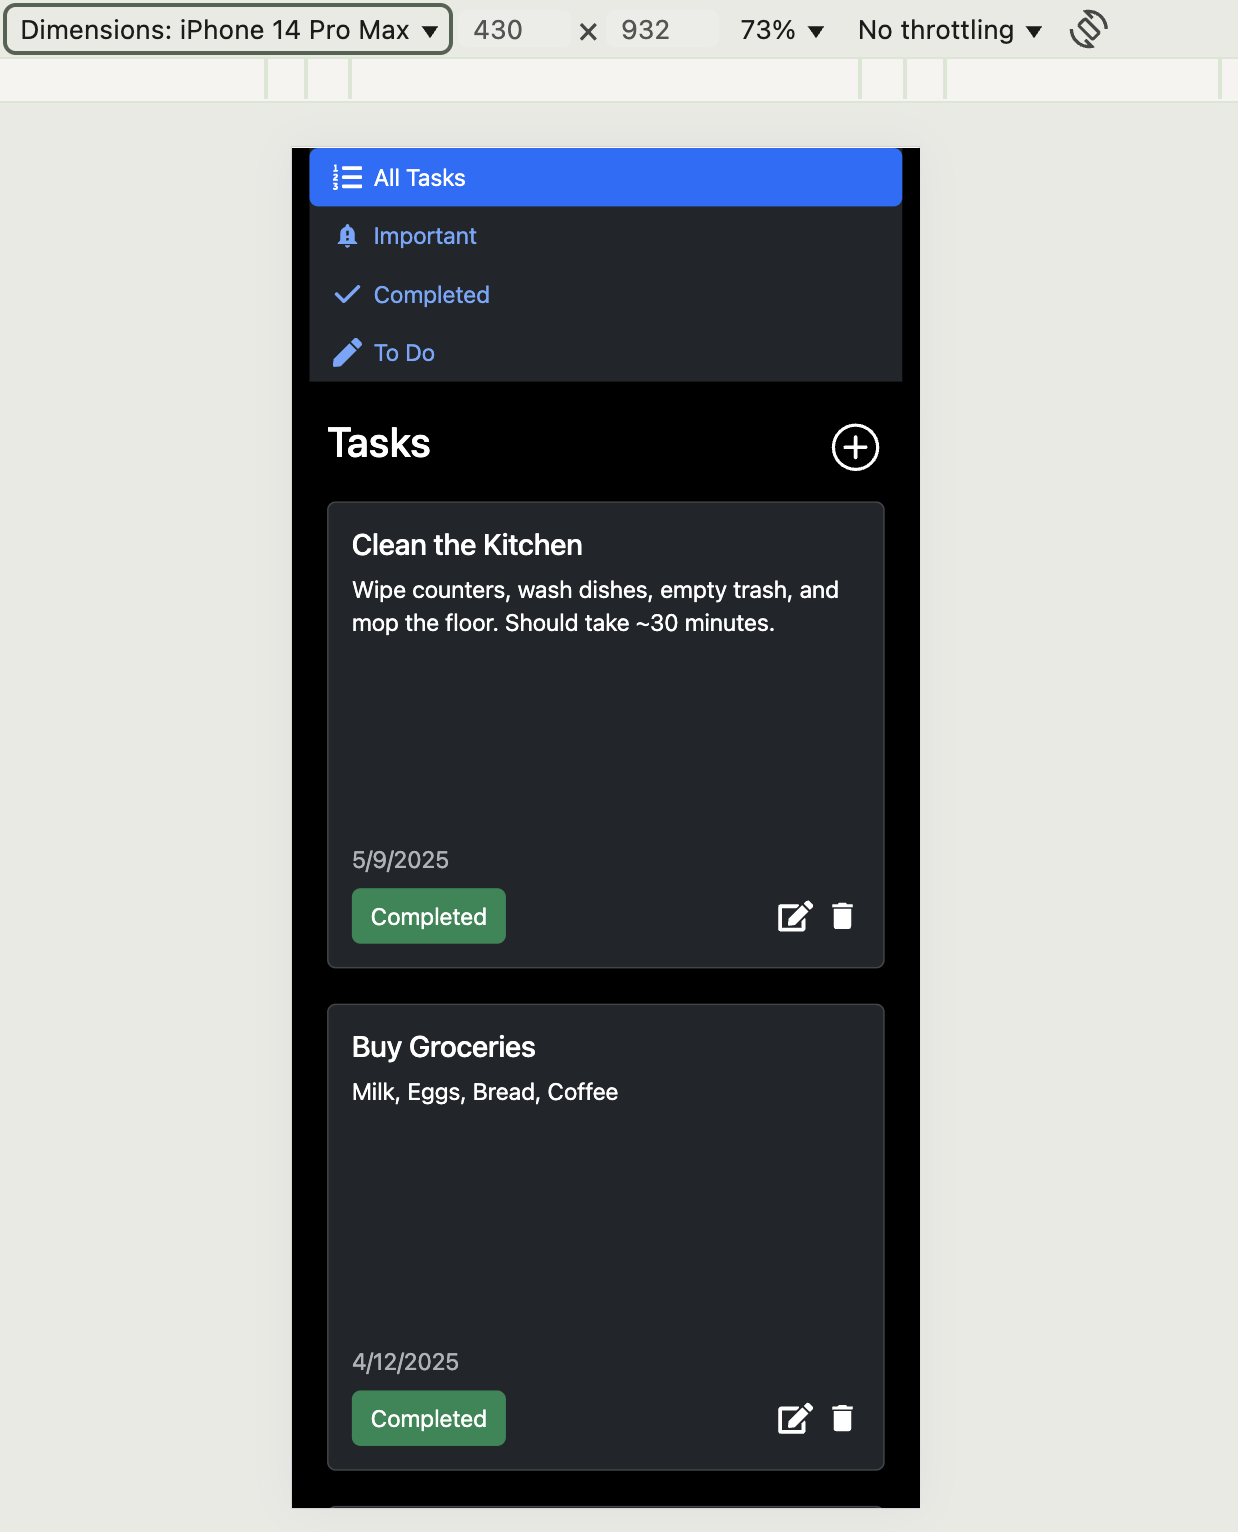 Dimensions: iPhone 14 Pro Max ▼ 430 × 932 73% ▼ No throttling ▼
All Tasks
Important
Completed
To Do
Tasks
Clean the Kitchen
Wipe counters, wash dishes, empty trash, and
mop the floor. Should take ~30 minutes.
5/9/2025
Completed
Buy Groceries
Milk, Eggs, Bread, Coffee
4/12/2025
Completed